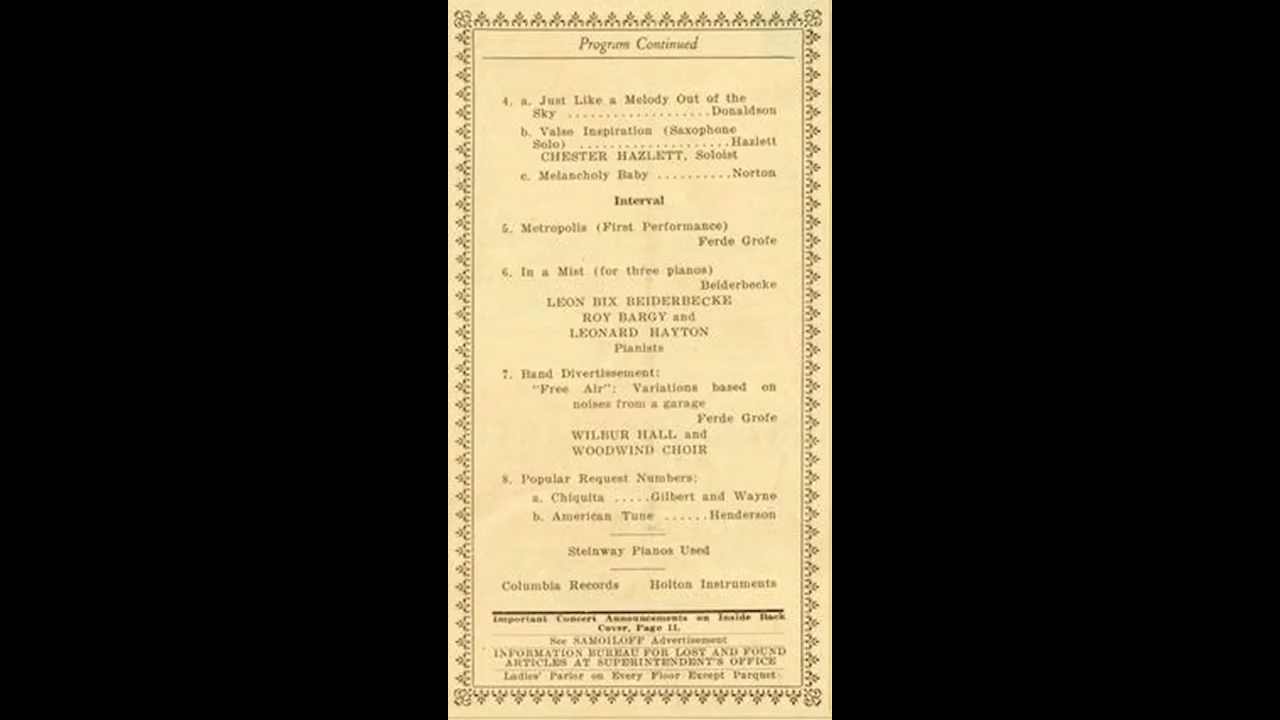 Program Continued
4. a. Just Like a Melody Out of the
Sky ...................Donaldson
b. Valse Inspiration (Saxophone
Solo) ....................Hazlett
CHESTER HAZLETT, Soloist
c. Melancholy Baby ..........Norton
Interval
5. Metropolis (First Performance)
Ferde Grofe
6. In a Mist (for three pianos)
Beiderbecke
LEON BIX BEIDERBECKE
ROY BARGY and
LEONARD HAYTON
Pianists
7. Band Divertissement:
"Free Air": Variations based on
noises from a garage
Ferde Grofe
WILBUR HALL and
WOODWIND CHOIR
8. Popular Request Numbers:
a. Chiquita .....Gilbert and Wayne
b. American Tune ......Henderson
Steinway Pianos Used
Columbia Records Holton Instruments
Important Concert Announcements on Inside Back
Cover, Page 11.
See SAMOILOFF Advertisement
INFORMATION BUREAU FOR LOST AND FOUND
ARTICLES AT SUPERINTENDENT'S OFFICE
Ladies' Parlor on Every Floor Except Parquet